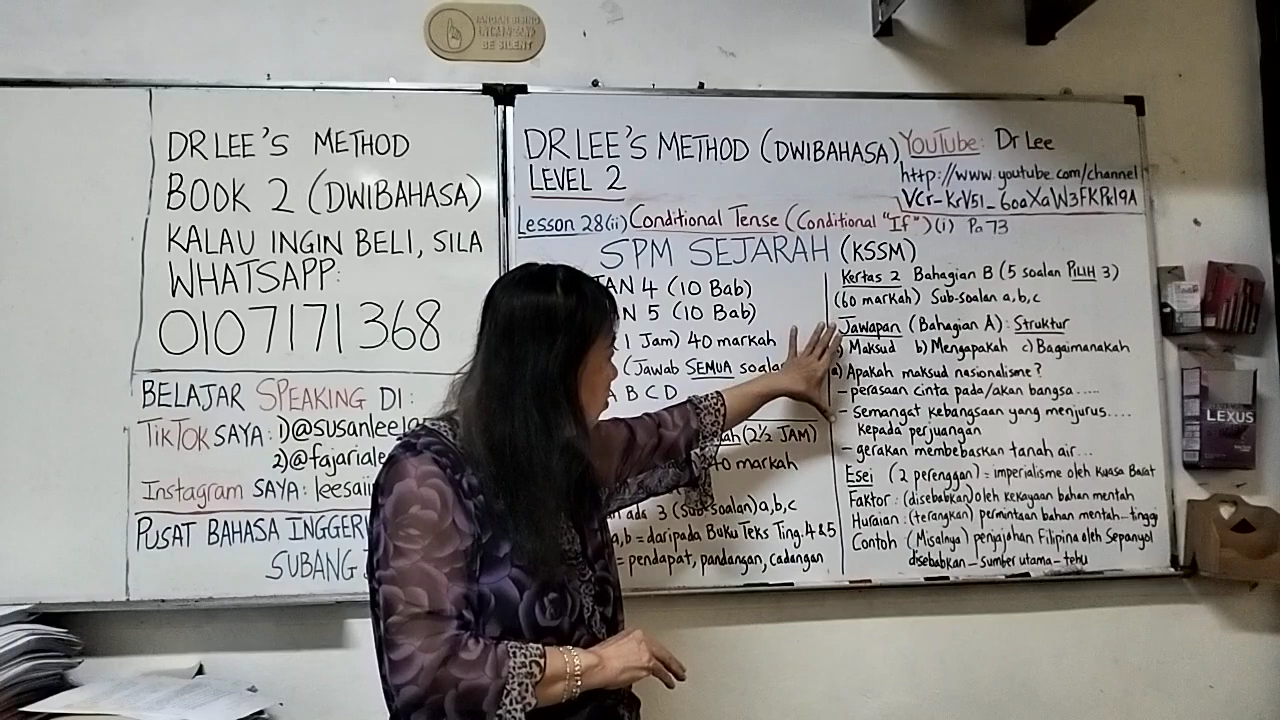 BE SILENT
DR LEE'S METHOD
BOOK 2 (DWIBAHASA)
KALAU INGIN BELI, SILA
WHATSAPP:
0107171368
BELAJAR SPEAKING DI:
TikTok SAYA: 1) @susanleela
2) @fajariale
Instagram SAYA: leesaii
PUSAT BAHASA INGGERI
SUBANG
DR LEE'S METHOD (DWIBAHASA)
LEVEL 2
YouTube: Dr Lee
http://www.youtube.com/channel
Lesson 28(ii) Conditional Tense (Conditional "If") (i) Pg 73
SPM SEJARAH (KSSM)
AN 4 (10 Bab)
N 5 (10 Bab)
1 Jam) 40 markah
(Jawab SEMUA soala
A B C D
ah (2½ JAM)
40 markah
n ada 3 (Sub-Soalan) a, b, c
a, b = daripada Buku Teks Ting. 4 & 5
= pendapat, pandangan, cadangan
Kertas 2 Bahagian B (5 soalan PILIH 3)
(60 markah) Sub-soalan a, b, c
Jawapan (Bahagian A): Struktur
a) Maksud b) Mengapakah c) Bagaimanakah
a) Apakah maksud nasionalisme?
- perasaan cinta pada/akan bangsa.....
- Semangat kebangsaan yang menjurus....
kepada perjuangan
- gerakan membebaskan tanah air...
Esei (2 perenggan) = imperialisme oleh Kuasa Barat
Faktor: (disebabkan) oleh kekayaan bahan mentah
Huraian: (terangkan) permintaan bahan mentah-tinggi
Contoh (Misalnya) penjajahan Filipina oleh Sepanyol
disebabkan - sumber utama - tebu
LEXUS